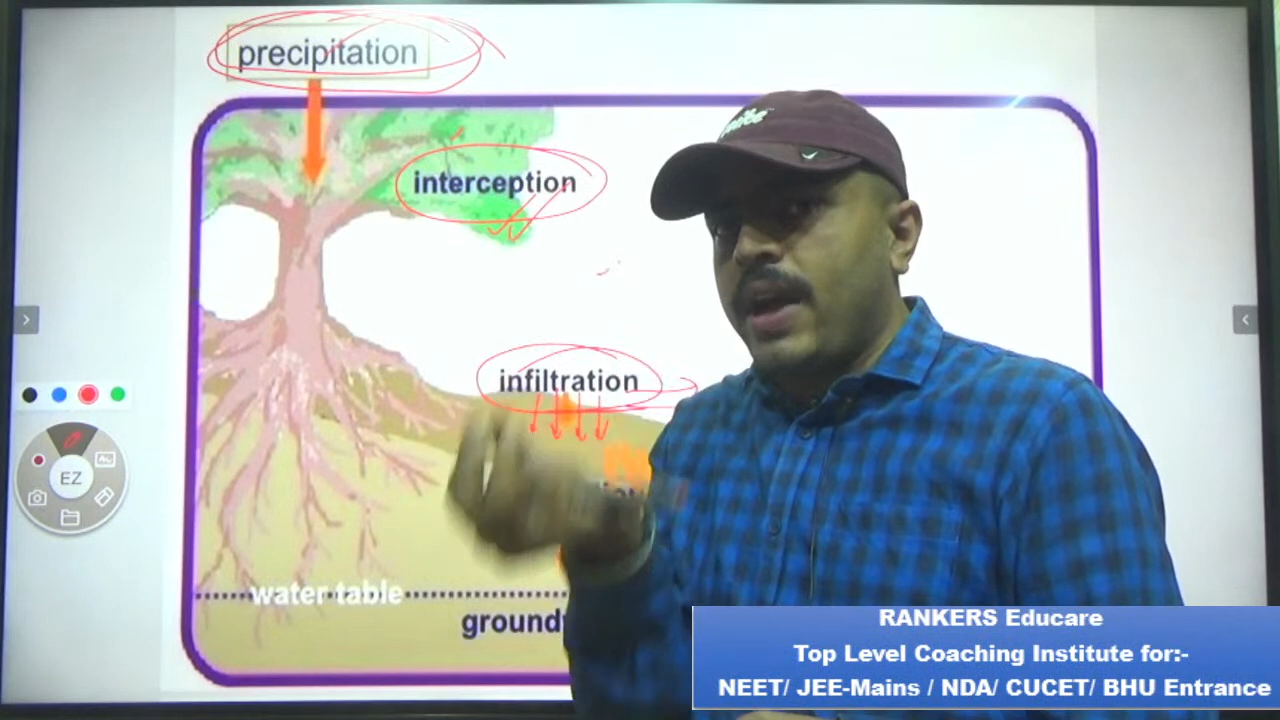 precipitation
interception
infiltration
water table
EZ
RANKERS Educare
Top Level Coaching Institute for:-
NEET/ JEE-Mains / NDA/ CUCET/ BHU Entrance